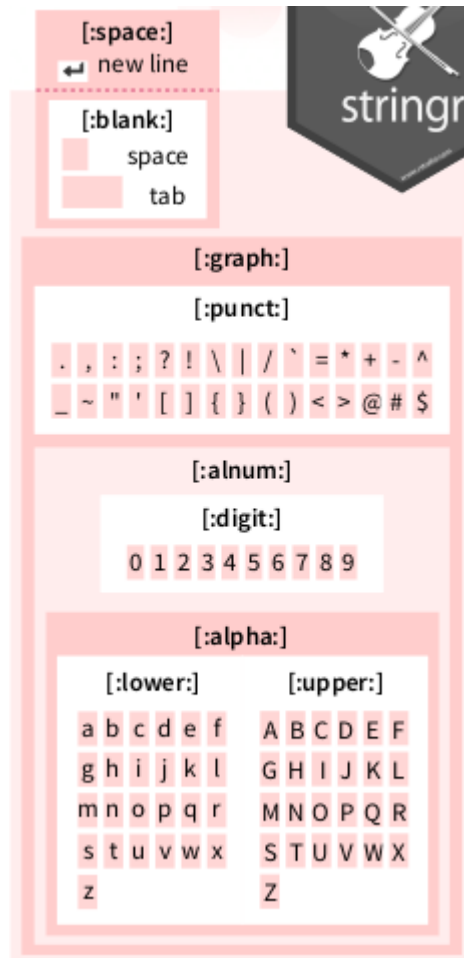 [:space:]
new line
stringr
[:blank:]
space
tab
[:graph:]
[:punct:]
. , : ; ? ! \ | / ` = * + - ^
_ ~ " ' [ ] { } ( ) < > @ # $
[:alnum:]
[:digit:]
0 1 2 3 4 5 6 7 8 9
[:alpha:]
[:lower:] [:upper:]
a b c d e f A B C D E F
g h i j k l G H I J K L
m n o p q r M N O P Q R
s t u v w x S T U V W X
z Z